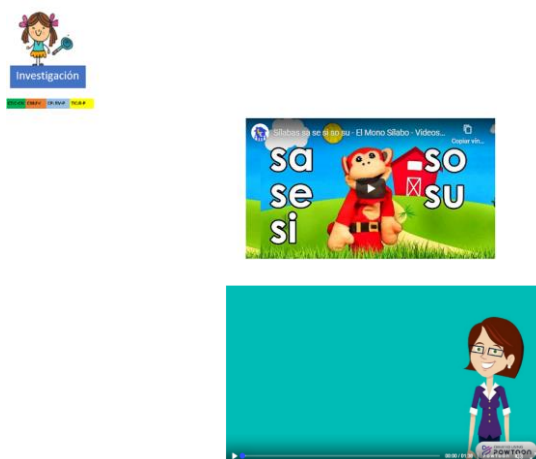 Investigación
Sílabas sa se si so su - El Mono Sílabo - Videos...
Copiar vín...
sa
se
si
so
su
POWTOON